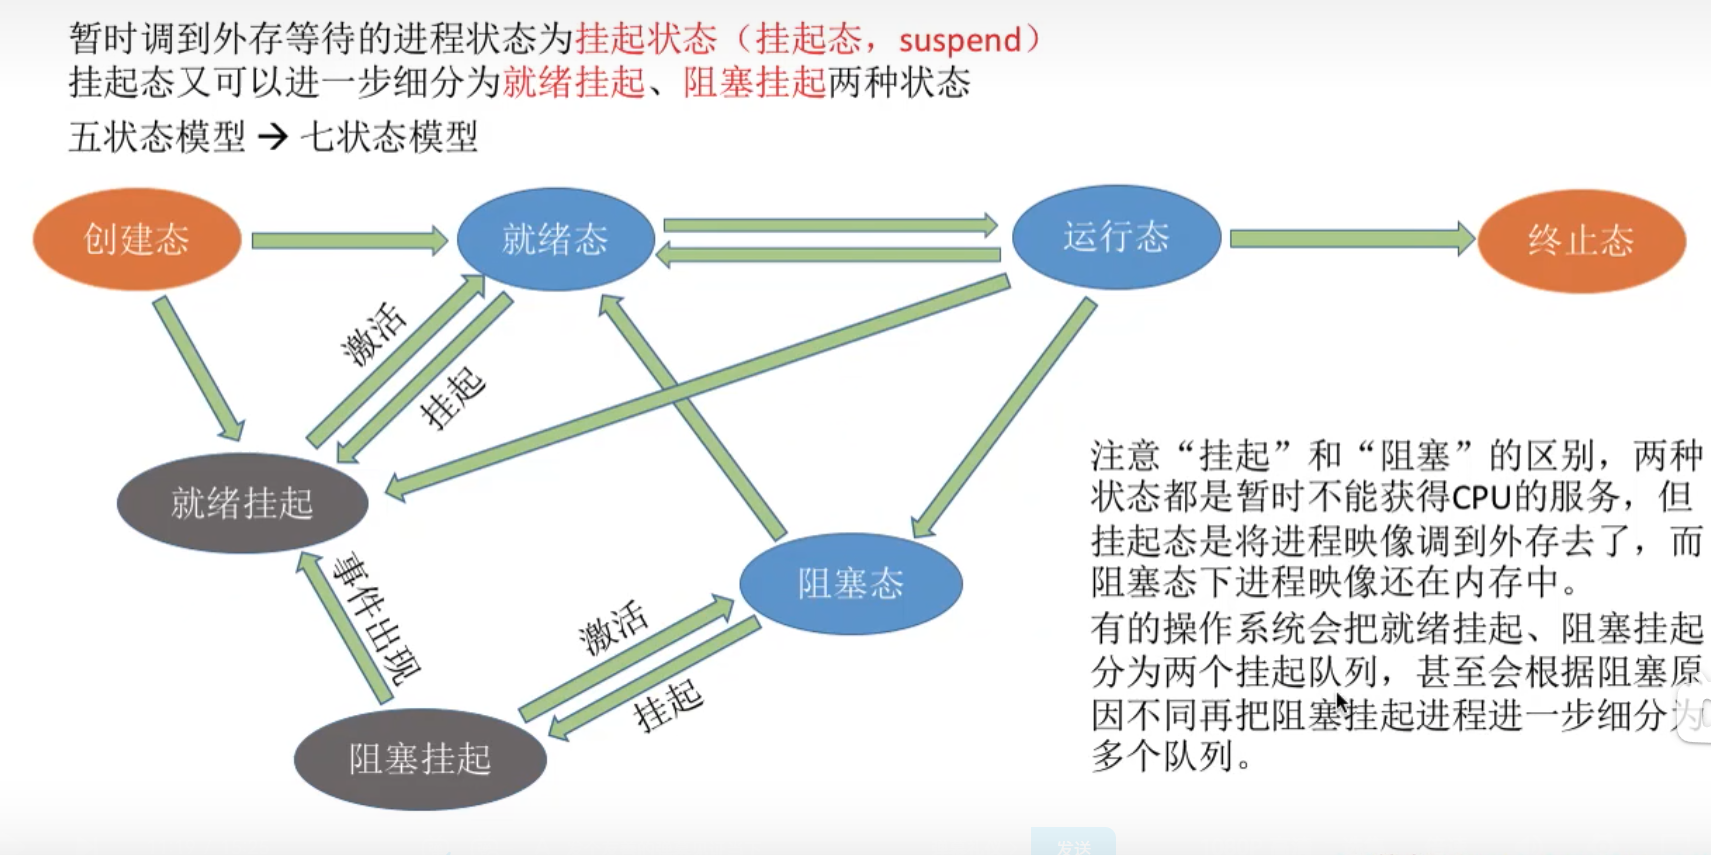 暂时调到外存等待的进程状态为挂起状态（挂起态，suspend）
挂起态又可以进一步细分为就绪挂起、阻塞挂起两种状态
五状态模型 → 七状态模型
创建态
就绪态
运行态
终止态
激活
挂起
就绪挂起
事件出现
阻塞态
激活
挂起
阻塞挂起
注意“挂起”和“阻塞”的区别，两种
状态都是暂时不能获得CPU的服务，但
挂起态是将进程映像调到外存去了，而
阻塞态下进程映像还在内存中。
有的操作系统会把就绪挂起、阻塞挂起
分为两个挂起队列，甚至会根据阻塞原
因不同再把阻塞挂起进程进一步细分为
多个队列。
发送